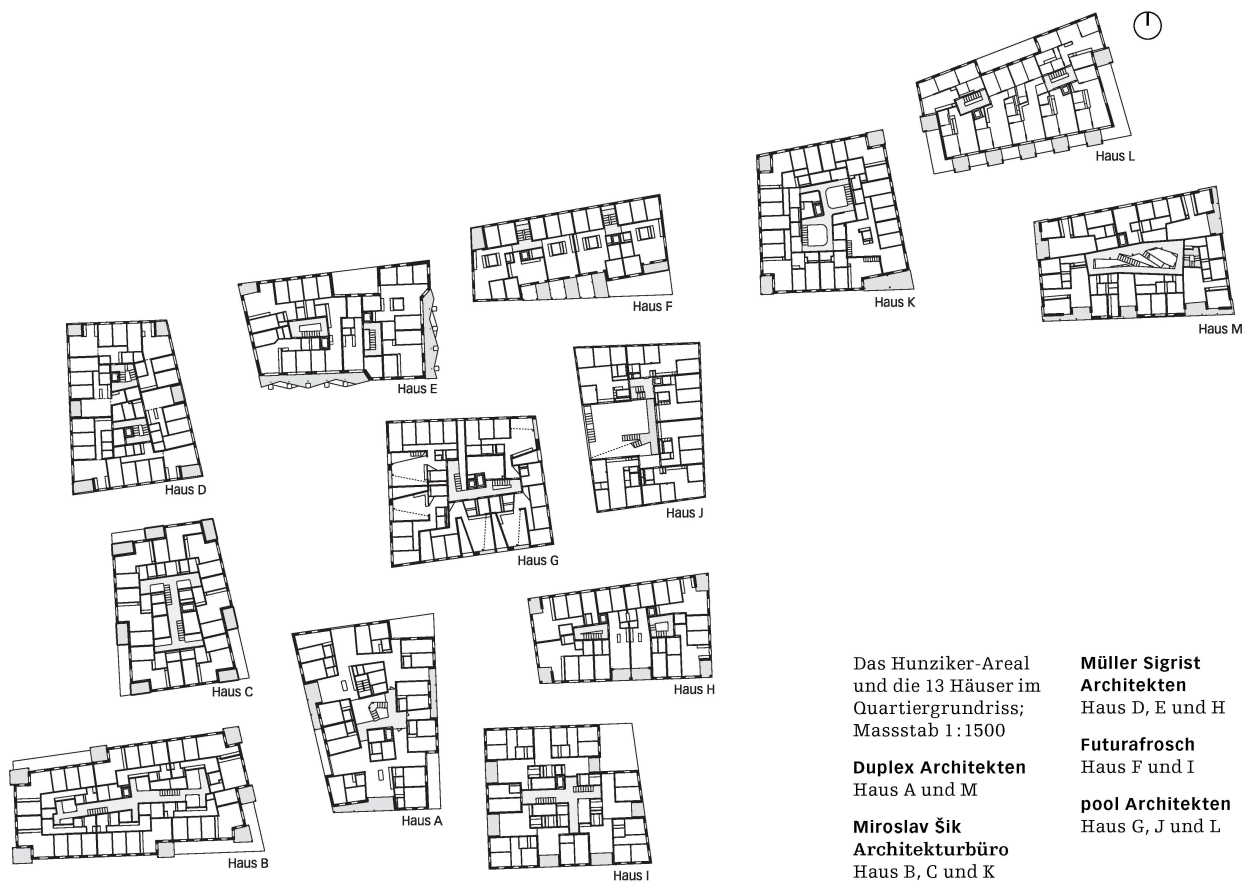 Haus L
Haus K
Haus M
Haus F
Haus E
Haus D
Haus J
Haus G
Haus C
Haus H
Haus A
Haus B
Haus I
Das Hunziker-Areal
und die 13 Häuser im
Quartiergrundriss;
Massstab 1:1500
Duplex Architekten
Haus A und M
Miroslav Šik
Architekturbüro
Haus B, C und K
Müller Sigrist
Architekten
Haus D, E und H
Futurafrosch
Haus F und I
pool Architekten
Haus G, J und L